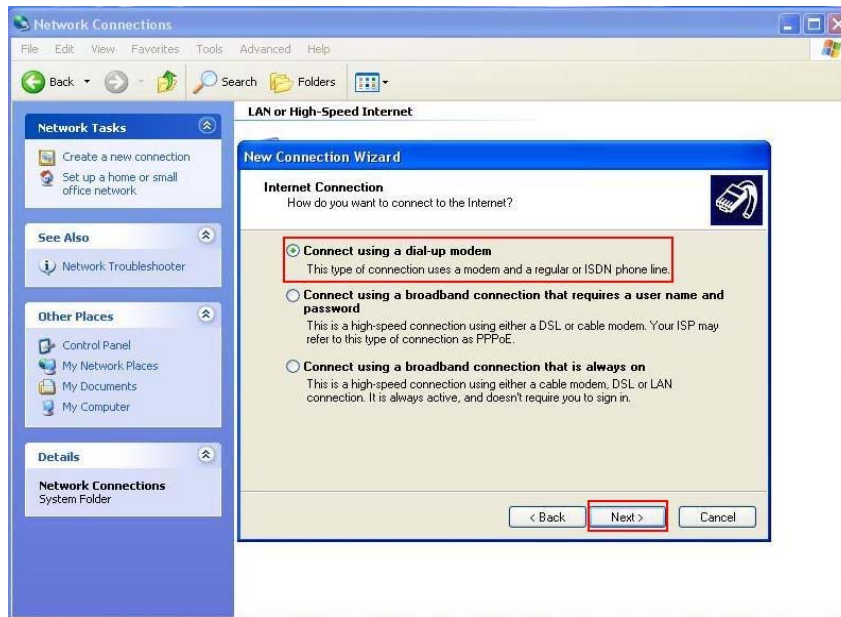 Network Connections
File Edit View Favorites Tools Advanced Help
Back Search Folders
LAN or High-Speed Internet
Network Tasks
Create a new connection
Set up a home or small
office network
See Also
Network Troubleshooter
Other Places
Control Panel
My Network Places
My Documents
My Computer
Details
Network Connections
System Folder
New Connection Wizard
Internet Connection
How do you want to connect to the Internet?
Connect using a dial-up modem
This type of connection uses a modem and a regular or ISDN phone line.
Connect using a broadband connection that requires a user name and
password
This is a high-speed connection using either a DSL or cable modem. Your ISP may
refer to this type of connection as PPPoE.
Connect using a broadband connection that is always on
This is a high-speed connection using either a cable modem, DSL or LAN
connection. It is always active, and doesn't require you to sign in.
< Back Next > Cancel